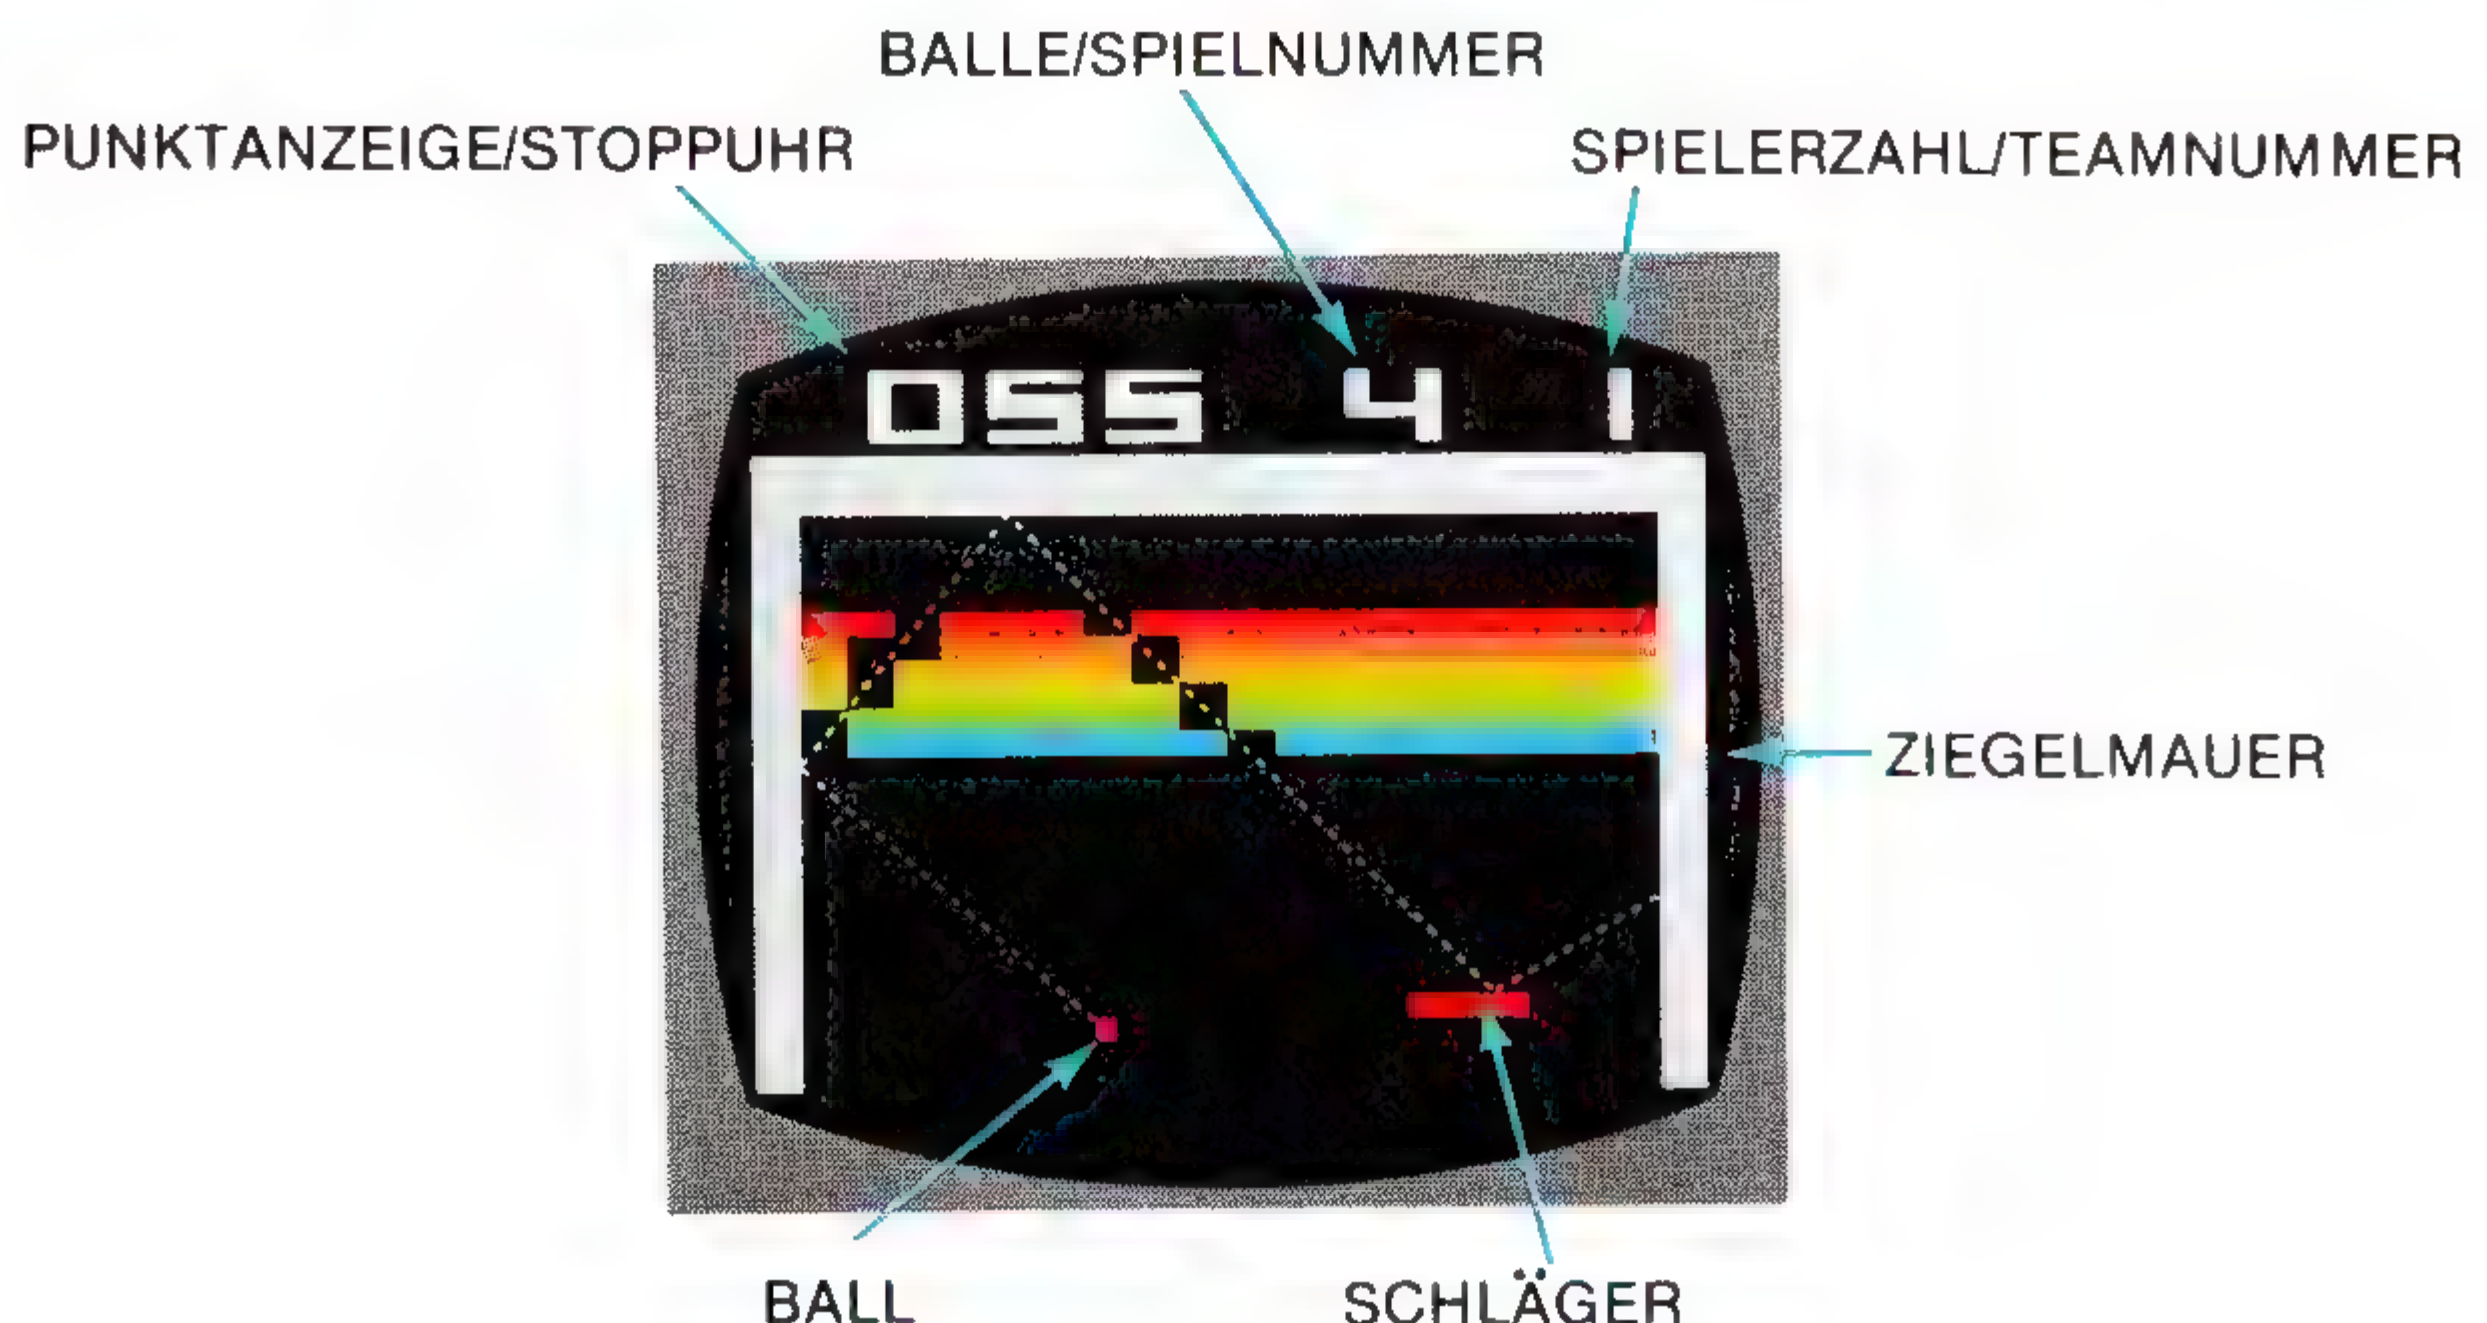 BALLE/SPIELNUMMER
PUNKTANZEIGE/STOPPUHR
SPIELERZAHL/TEAMNUMMER
055 4 1
ZIEGELMAUER
BALL
SCHLÄGER